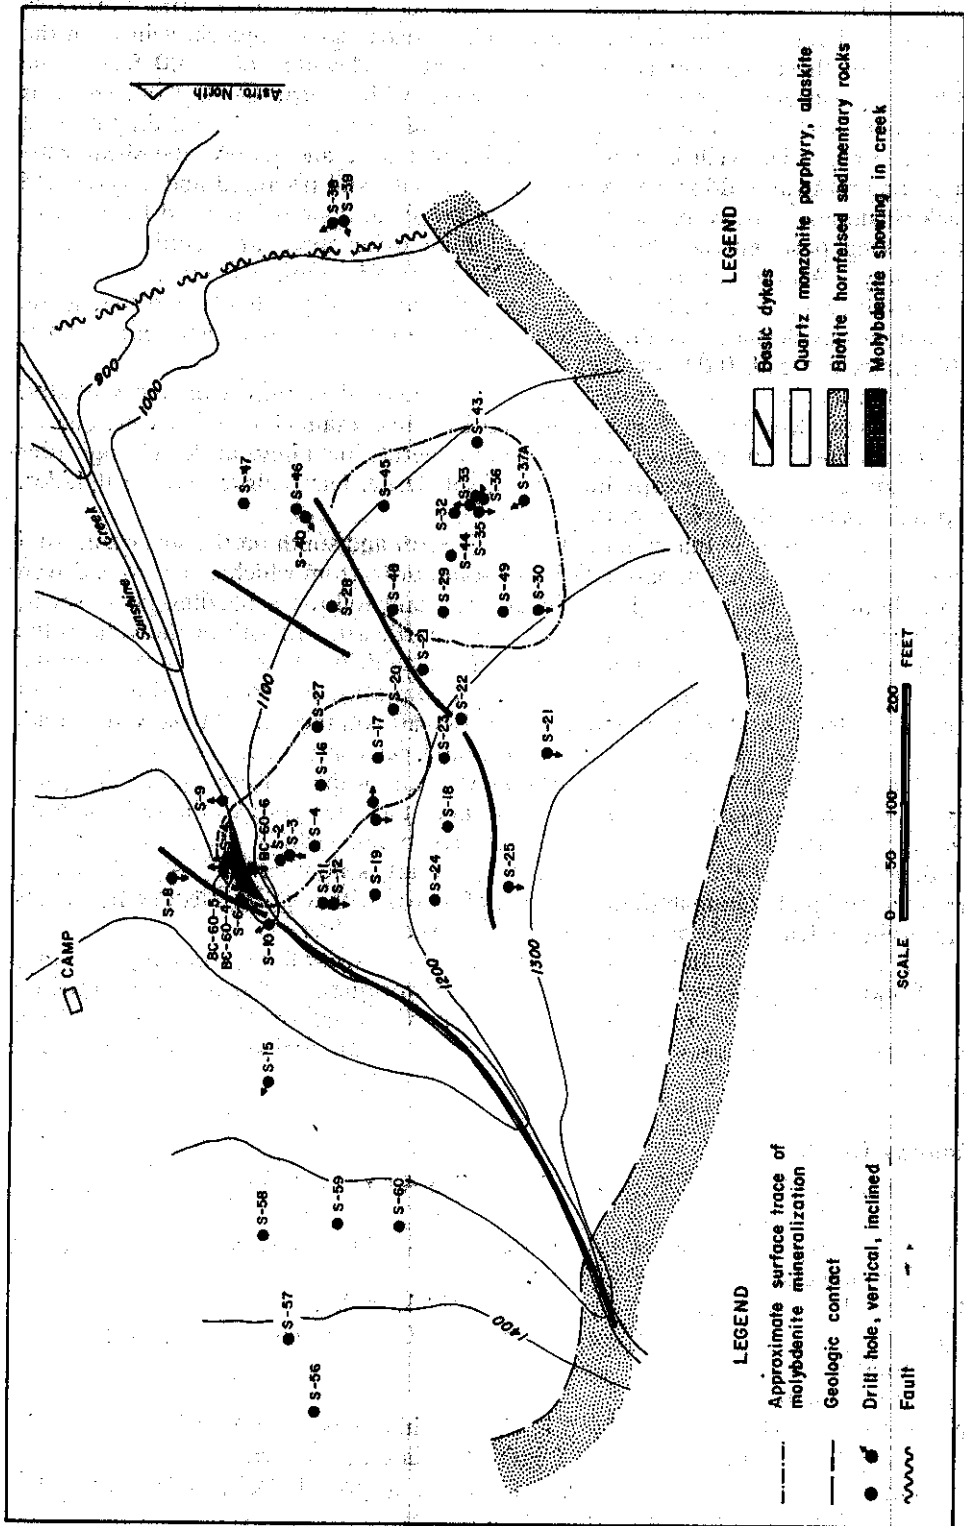 Astro North
CAMP
Sunshine
Creek
900
1000
1100
1200
1300
1400
S-38
S-39
S-47
S-46
S-40
S-45
S-43
S-33
S-32
S-36
S-35
S-37A
S-44
S-28
S-48
S-29
S-49
S-30
S-21
S-20
S-22
S-27
S-16
S-17
S-23
S-21
S-18
S-9
BC-60-6
S-2
S-3
S-4
S-8
BC-60-5
BC-60-4
S-6
S-10
S-11
S-12
S-19
S-24
S-25
S-15
S-58
S-59
S-60
S-57
S-56
SCALE
0 50 100 200
FEET
LEGEND
Approximate surface trace of
molybdenite mineralization
Geologic contact
Drill hole, vertical, inclined
Fault
LEGEND
Basic dykes
Quartz monzonite porphyry, alaskite
Biotite hornfelsed sedimentary rocks
Molybdenite showing in creek